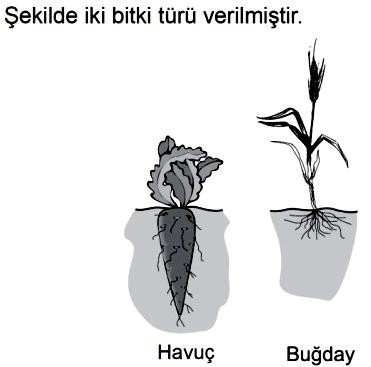 Şekilde iki bitki türü verilmiştir.
Havuç
Buğday